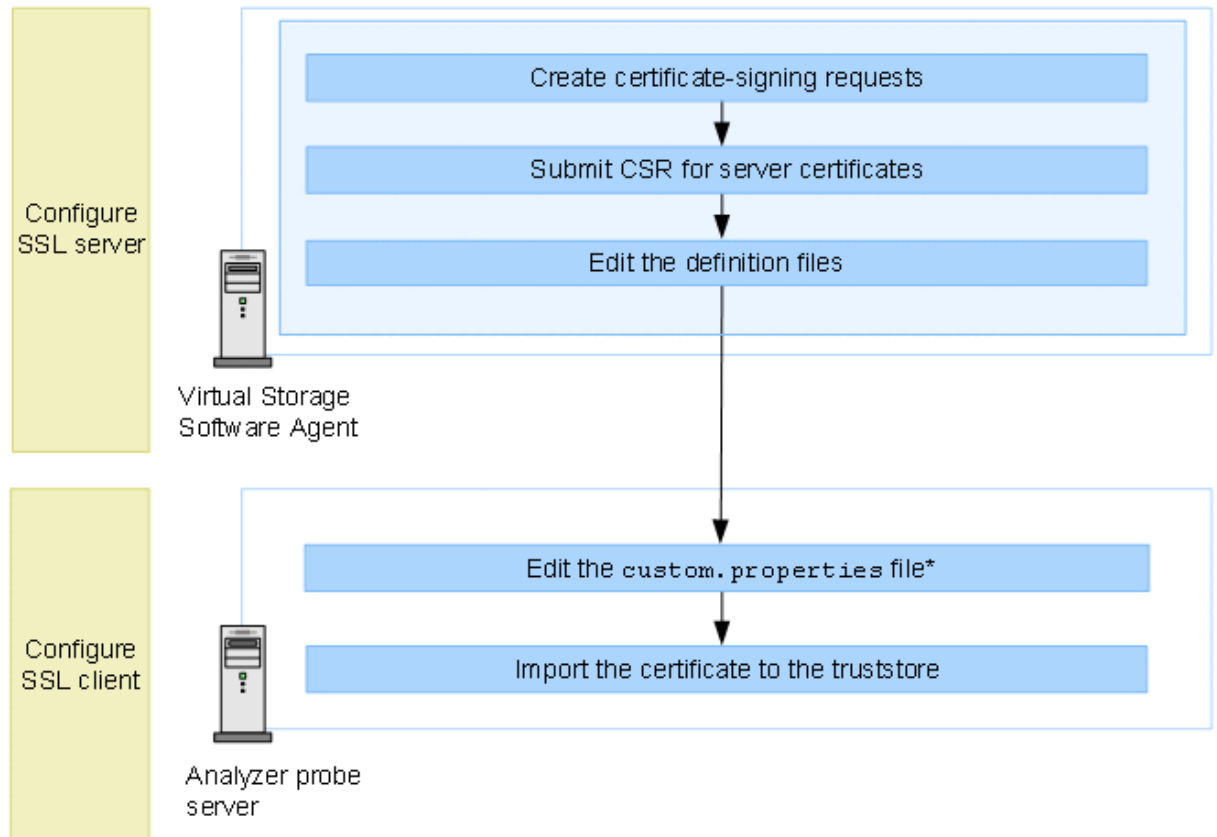 Create certificate-signing requests
Submit CSR for server certificates
Edit the definition files
Configure
SSL server
Virtual Storage
Software Agent
Edit the custom.properties file*
Import the certificate to the truststore
Configure
SSL client
Analyzer probe
server